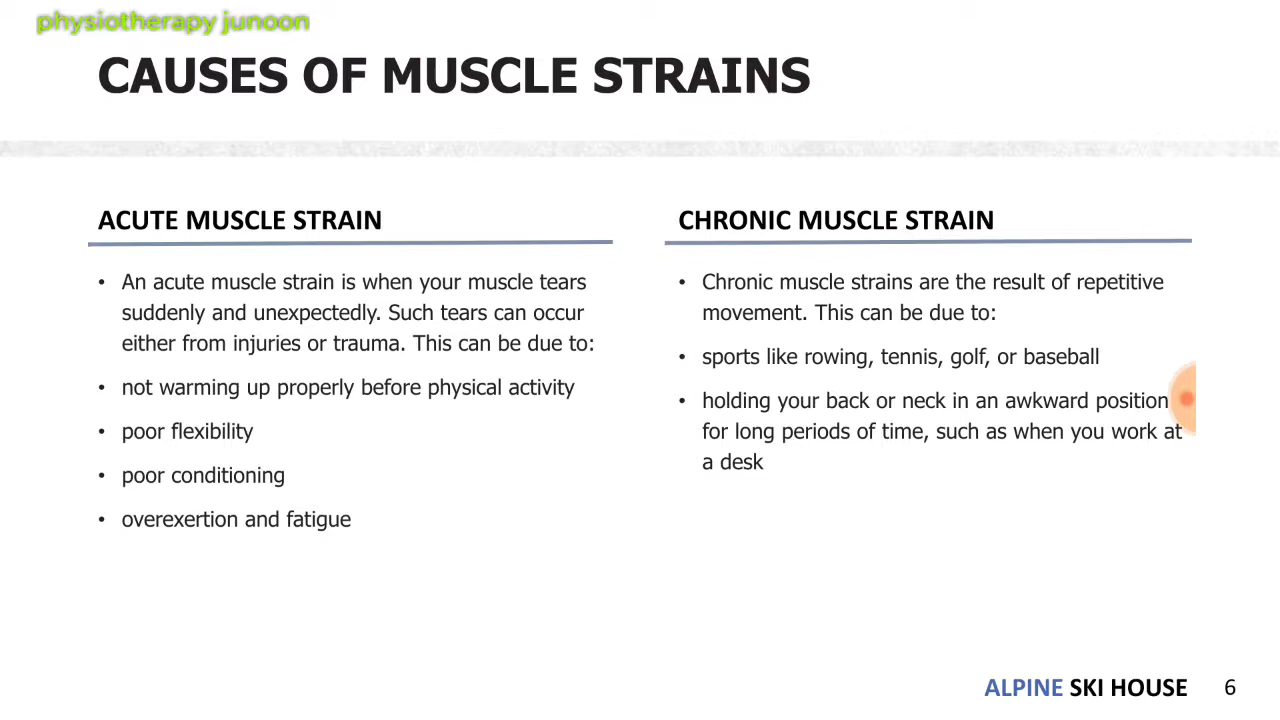 physiotherapy junoon
CAUSES OF MUSCLE STRAINS
ACUTE MUSCLE STRAIN
• An acute muscle strain is when your muscle tears
suddenly and unexpectedly. Such tears can occur
either from injuries or trauma. This can be due to:
• not warming up properly before physical activity
• poor flexibility
• poor conditioning
• overexertion and fatigue
CHRONIC MUSCLE STRAIN
• Chronic muscle strains are the result of repetitive
movement. This can be due to:
• sports like rowing, tennis, golf, or baseball
• holding your back or neck in an awkward position
for long periods of time, such as when you work at
a desk
ALPINE SKI HOUSE 6